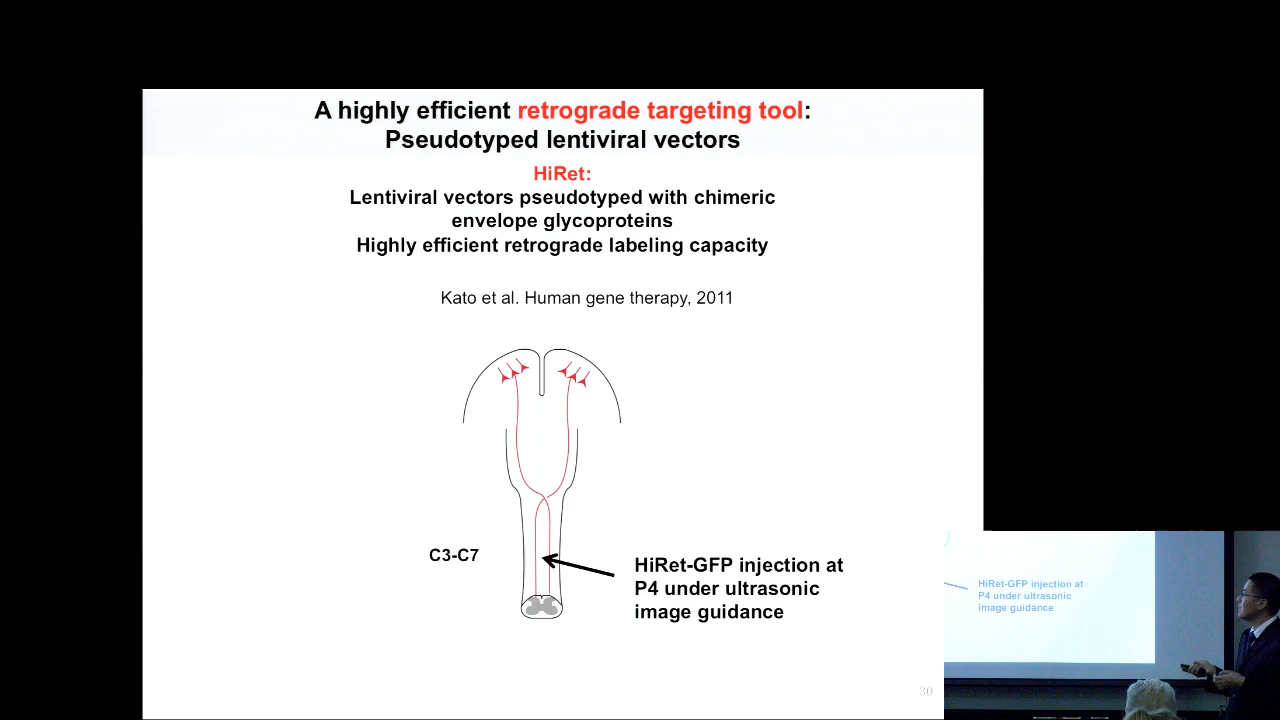 A highly efficient retrograde targeting tool:
Pseudotyped lentiviral vectors
HiRet:
Lentiviral vectors pseudotyped with chimeric
envelope glycoproteins
Highly efficient retrograde labeling capacity
Kato et al. Human gene therapy, 2011
C3-C7
HiRet-GFP injection at
P4 under ultrasonic
image guidance
30
HiRet-GFP injection at
P4 under ultrasonic
image guidance